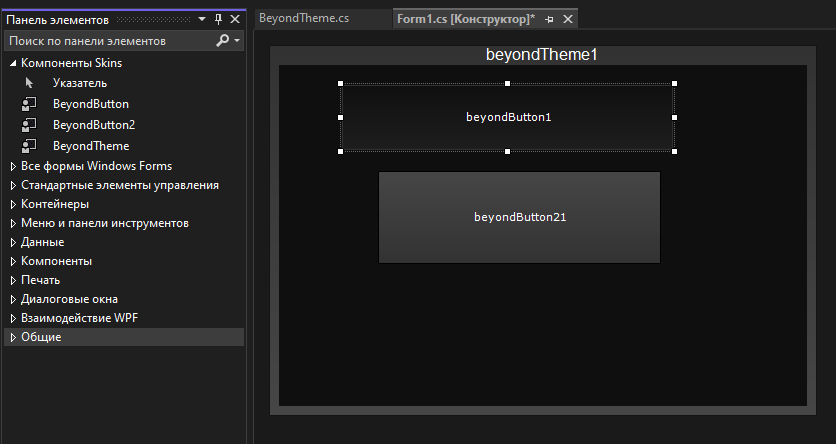 Панель элементов
Поиск по панели элементов
Компоненты Skins
Указатель
BeyondButton
BeyondButton2
BeyondTheme
Все формы Windows Forms
Стандартные элементы управления
Контейнеры
Меню и панели инструментов
Данные
Компоненты
Печать
Диалоговые окна
Взаимодействие WPF
Общие
BeyondTheme.cs
Form1.cs [Конструктор]*
beyondTheme1
beyondButton1
beyondButton21